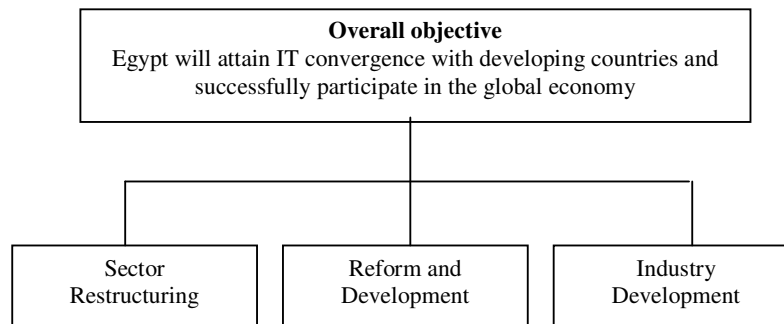 Overall objective
Egypt will attain IT convergence with developing countries and
successfully participate in the global economy
Sector
Restructuring
Reform and
Development
Industry
Development